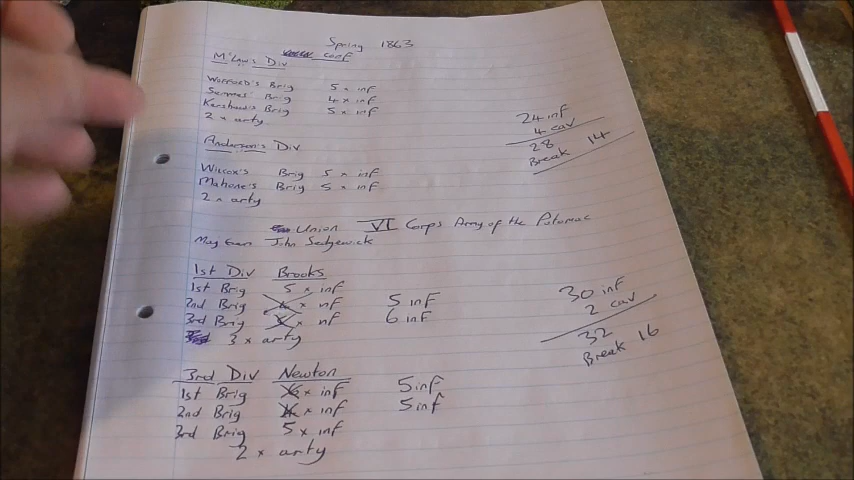 Spring 1863
Conf
McLaw's Div
Wofford's Brig 5 x inf
Semmes' Brig 4 x inf
Kershaw's Brig 5 x inf
2 x arty
24 inf
4 cav
28
Break 14
Anderson's Div
Wilcox's Brig 5 x inf
Mahone's Brig 5 x inf
2 x arty
Union VI Corps Army of the Potomac
John Sedgewick
1st Div Brooks
1st Brig 5 x inf
2nd Brig x inf 5 inf
3rd Brig x inf 6 inf
3 x arty
30 inf
2 cav
32
Break 16
3rd Div Newton
1st Brig x inf 5 inf
2nd Brig x inf 5 inf
3rd Brig 5 x inf
2 x arty